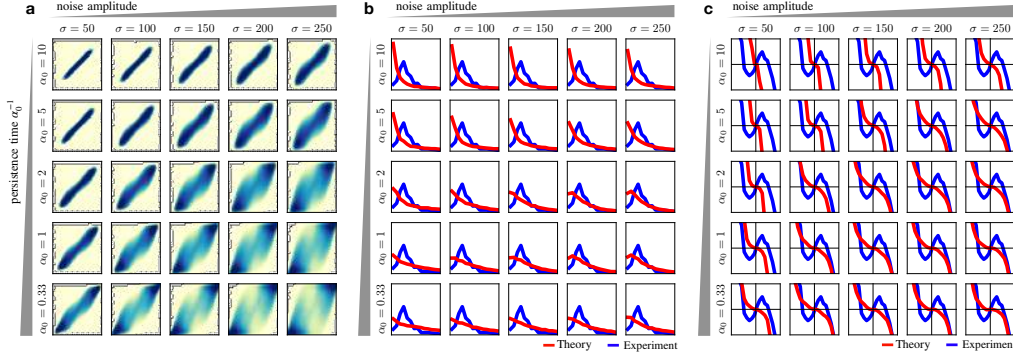 a
noise amplitude
σ = 50 σ = 100 σ = 150 σ = 200 σ = 250
persistence time α₀⁻¹
α₀ = 10
α₀ = 5
α₀ = 2
α₀ = 1
α₀ = 0.33
b
noise amplitude
σ = 50 σ = 100 σ = 150 σ = 200 σ = 250
α₀ = 10
α₀ = 5
α₀ = 2
α₀ = 1
α₀ = 0.33
Theory Experiment
c
noise amplitude
σ = 50 σ = 100 σ = 150 σ = 200 σ = 250
α₀ = 10
α₀ = 5
α₀ = 2
α₀ = 1
α₀ = 0.33
Theory Experiment